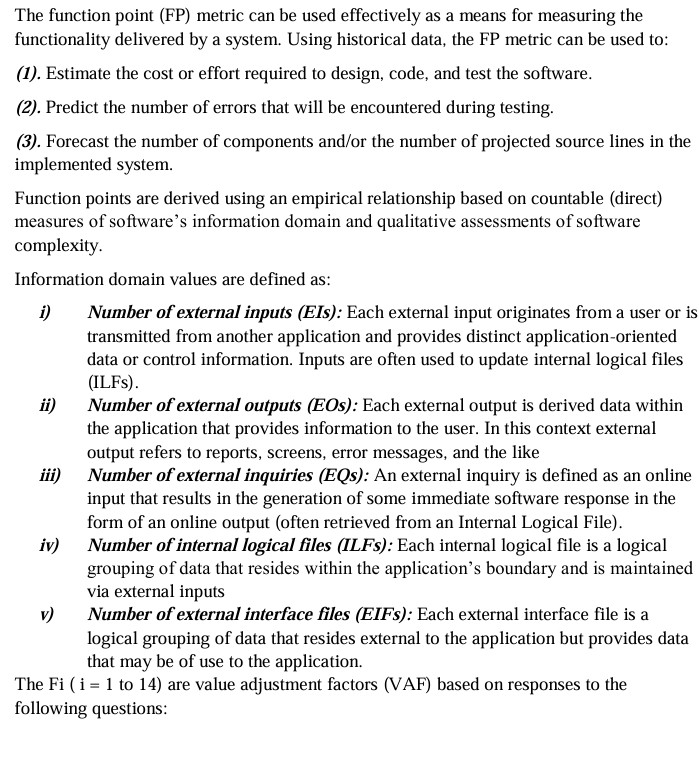 The function point (FP) metric can be used effectively as a means for measuring the
functionality delivered by a system. Using historical data, the FP metric can be used to:
(1). Estimate the cost or effort required to design, code, and test the software.
(2). Predict the number of errors that will be encountered during testing.
(3). Forecast the number of components and/or the number of projected source lines in the
implemented system.
Function points are derived using an empirical relationship based on countable (direct)
measures of software’s information domain and qualitative assessments of software
complexity.
Information domain values are defined as:
i) Number of external inputs (EIs): Each external input originates from a user or is
transmitted from another application and provides distinct application-oriented
data or control information. Inputs are often used to update internal logical files
(ILFs).
ii) Number of external outputs (EOs): Each external output is derived data within
the application that provides information to the user. In this context external
output refers to reports, screens, error messages, and the like
iii) Number of external inquiries (EQs): An external inquiry is defined as an online
input that results in the generation of some immediate software response in the
form of an online output (often retrieved from an Internal Logical File).
iv) Number of internal logical files (ILFs): Each internal logical file is a logical
grouping of data that resides within the application’s boundary and is maintained
via external inputs
v) Number of external interface files (EIFs): Each external interface file is a
logical grouping of data that resides external to the application but provides data
that may be of use to the application.
The Fi ( i = 1 to 14) are value adjustment factors (VAF) based on responses to the
following questions: